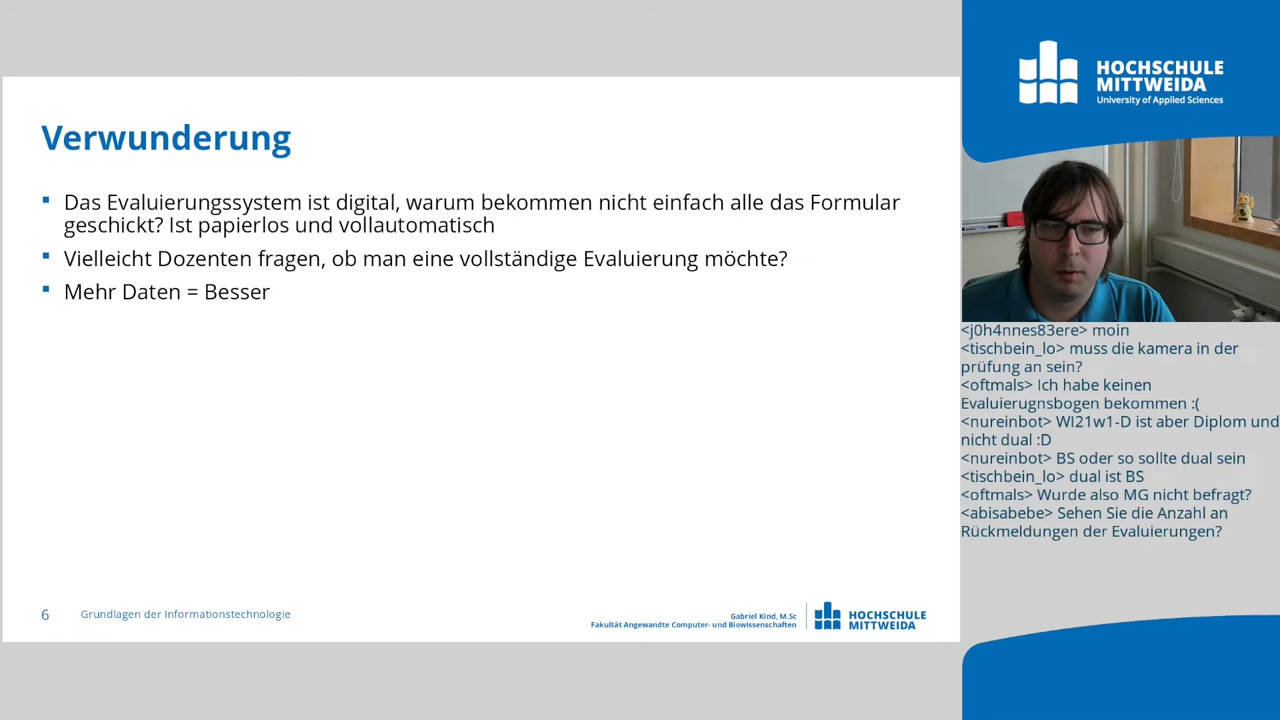 Verwunderung
Das Evaluierungssystem ist digital, warum bekommen nicht einfach alle das Formular
geschickt? Ist papierlos und vollautomatisch
Vielleicht Dozenten fragen, ob man eine vollständige Evaluierung möchte?
Mehr Daten = Besser
6
Grundlagen der Informationstechnologie
Gabriel Kind, M.Sc
Fakultät Angewandte Computer- und Biowissenschaften
HOCHSCHULE
MITTWEIDA
HOCHSCHULE
MITTWEIDA
University of Applied Sciences
<j0h4nnes83ere> moin
<tischbein_lo> muss die kamera in der
prüfung an sein?
<oftmals> Ich habe keinen
Evaluierugnsbogen bekommen :(
<nureinbot> WI21w1-D ist aber Diplom und
nicht dual :D
<nureinbot> BS oder so sollte dual sein
<tischbein_lo> dual ist BS
<oftmals> Wurde also MG nicht befragt?
<abisabebe> Sehen Sie die Anzahl an
Rückmeldungen der Evaluierungen?